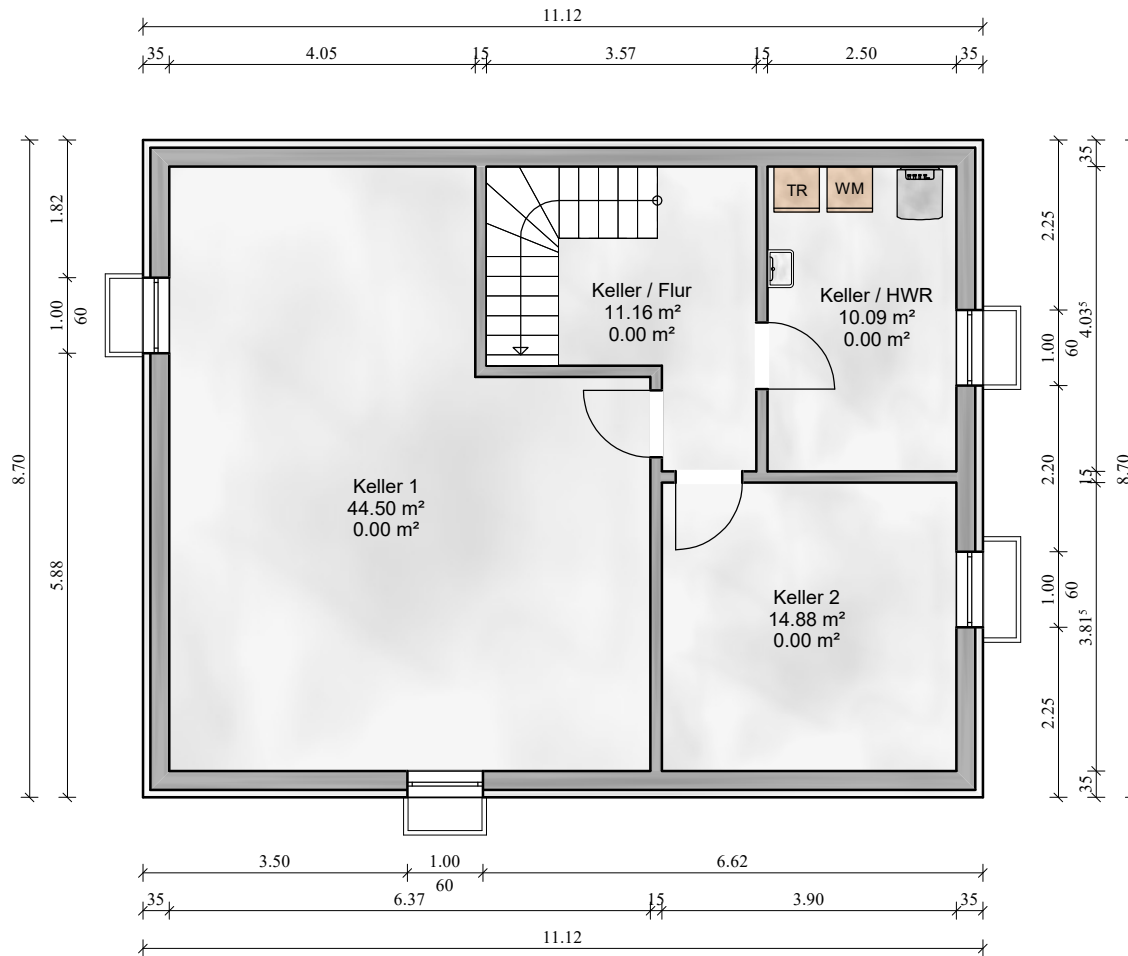 11.12
35 4.05 15 3.57 15 2.50 35
TR WM
Keller / Flur
11.16 m²
0.00 m²
Keller / HWR
10.09 m²
0.00 m²
Keller 1
44.50 m²
0.00 m²
Keller 2
14.88 m²
0.00 m²
8.70
1.82
1.00
60
5.88
2.25
1.00
60
2.20
1.00
60
2.25
35
4.03⁵
15
3.81⁵
35
8.70
3.50 1.00 6.62
60
35 6.37 15 3.90 35
11.12